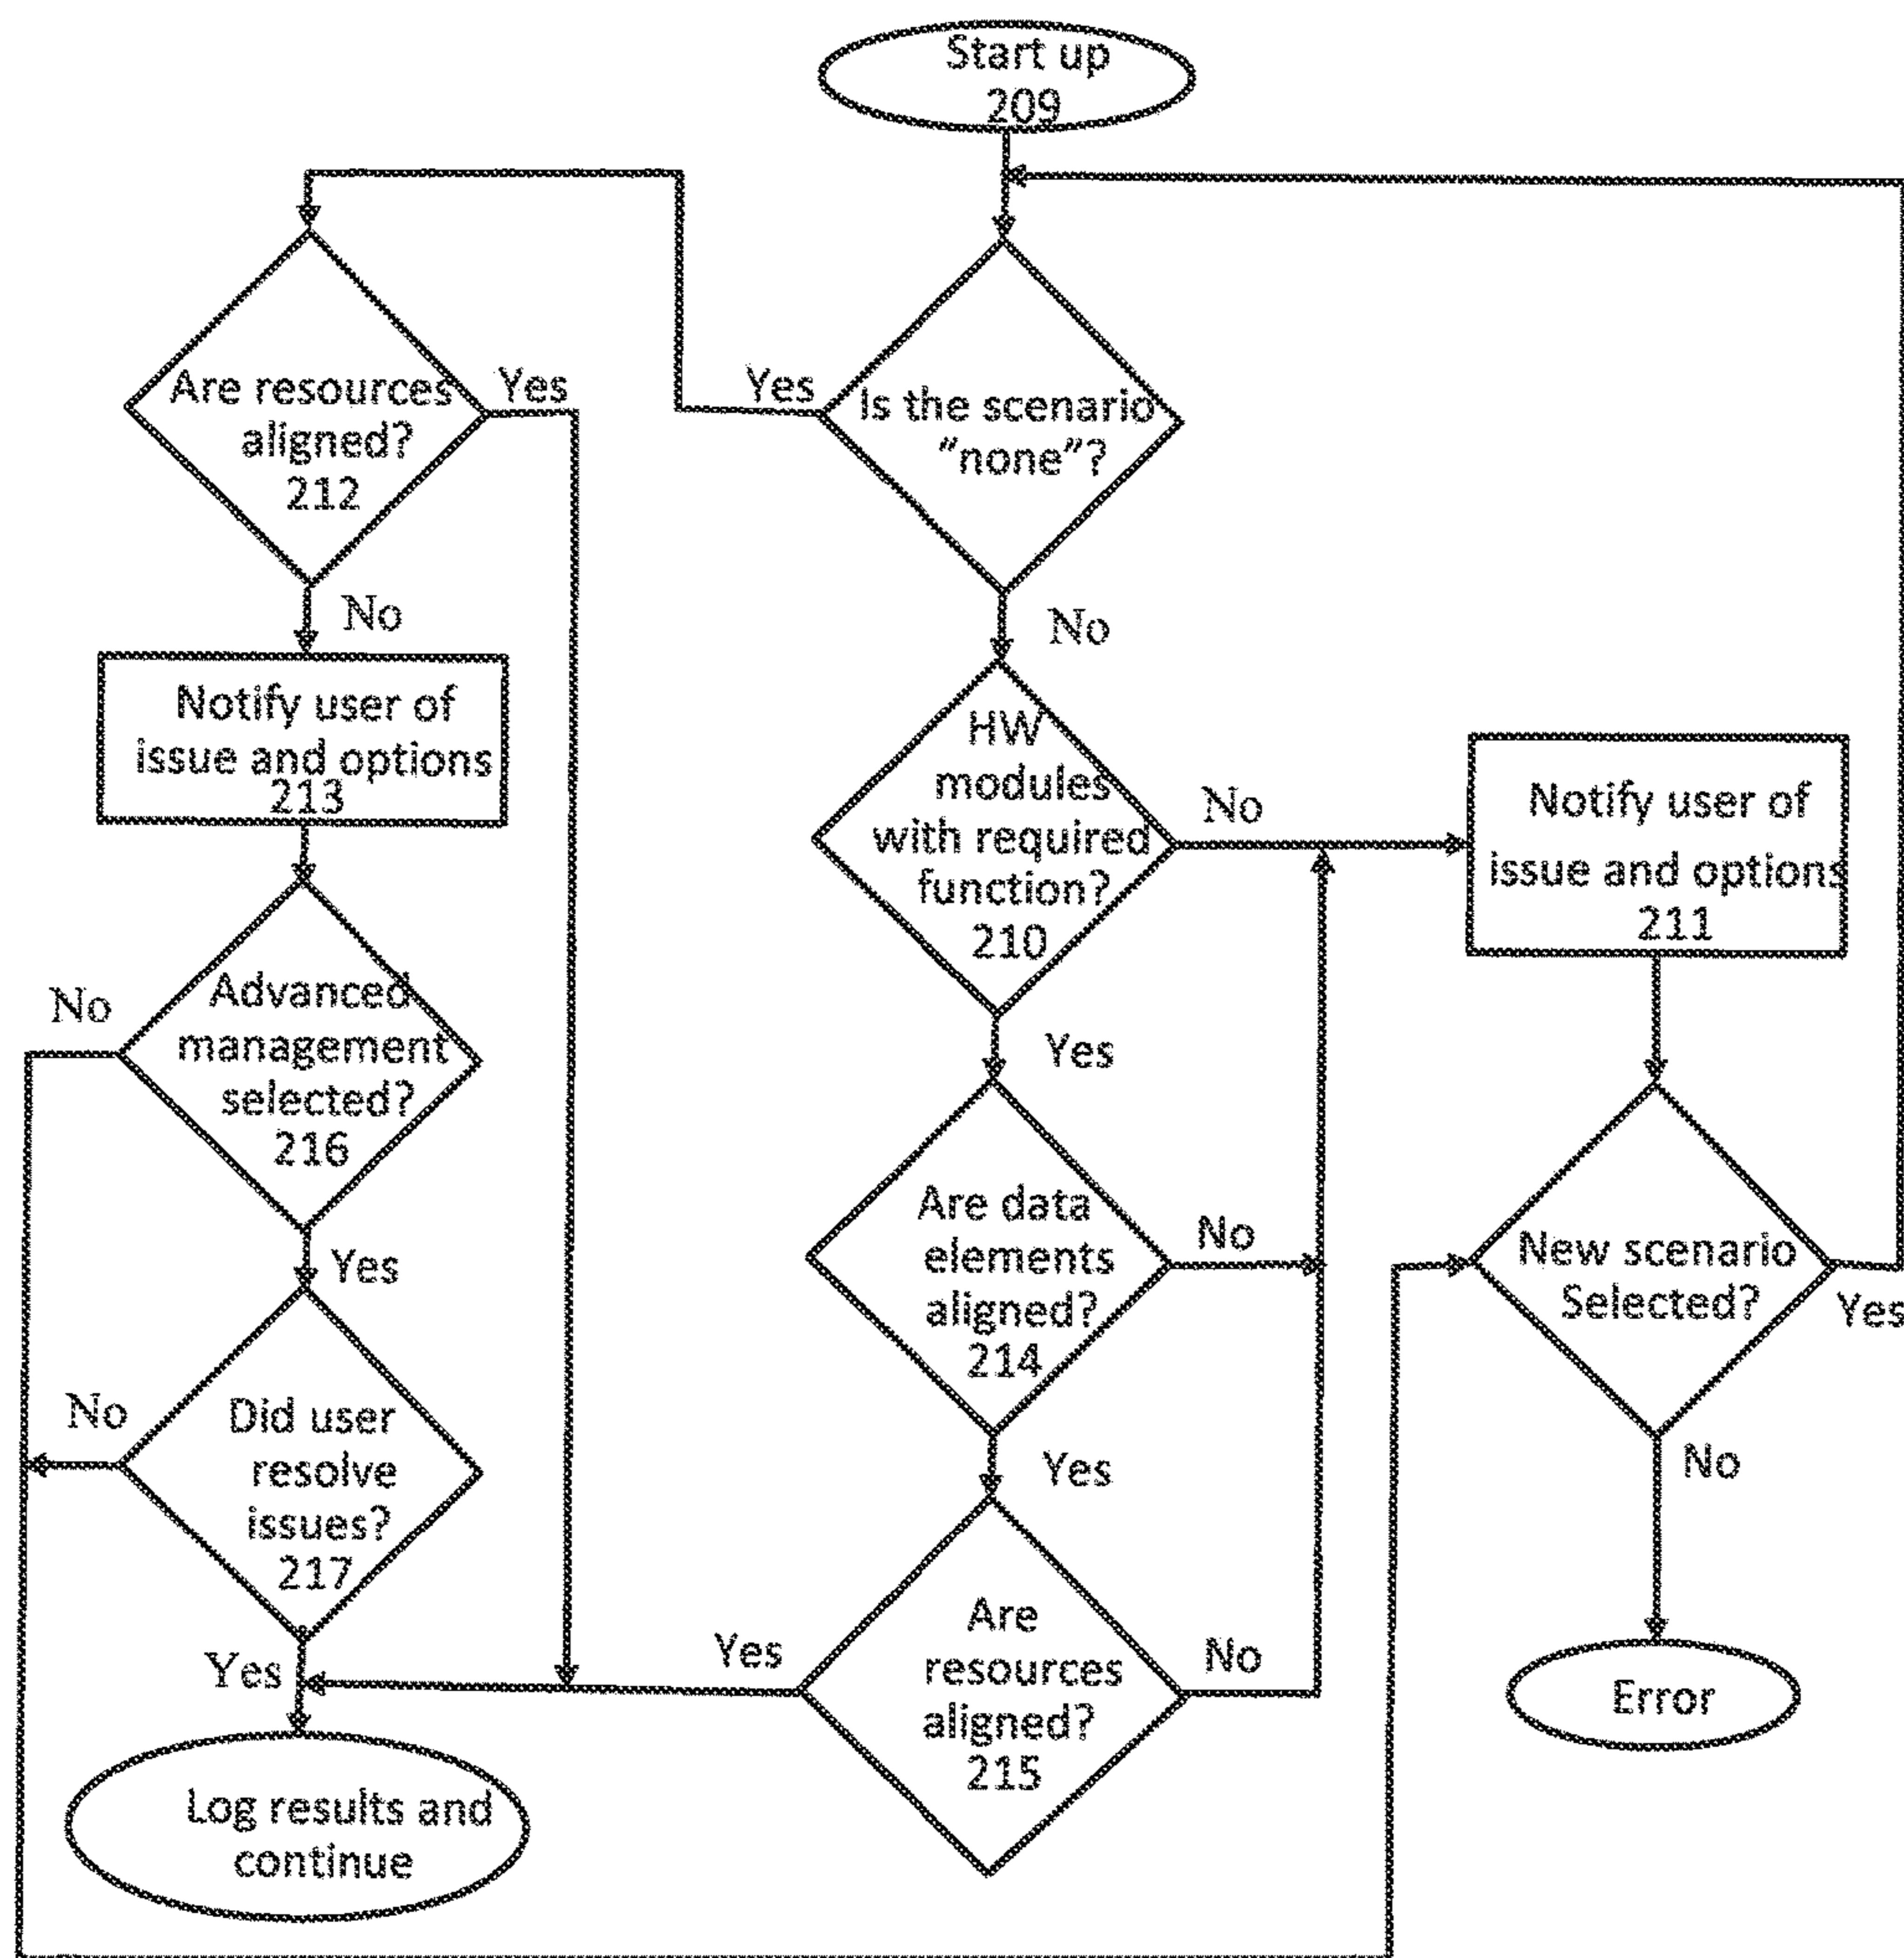 Start up
209
Are resources
aligned?
212
Yes
Yes
Is the scenario
"none"?
No
No
Notify user of
issue and options
213
HW
modules
with required
function?
210
No
Notify user of
issue and options
211
No
Advanced
management
selected?
216
Yes
Yes
Are data
elements
aligned?
214
No
New scenario
Selected?
Yes
No
Did user
resolve
issues?
217
Yes
No
Yes
Yes
Are
resources
aligned?
215
No
Error
Log results and
continue